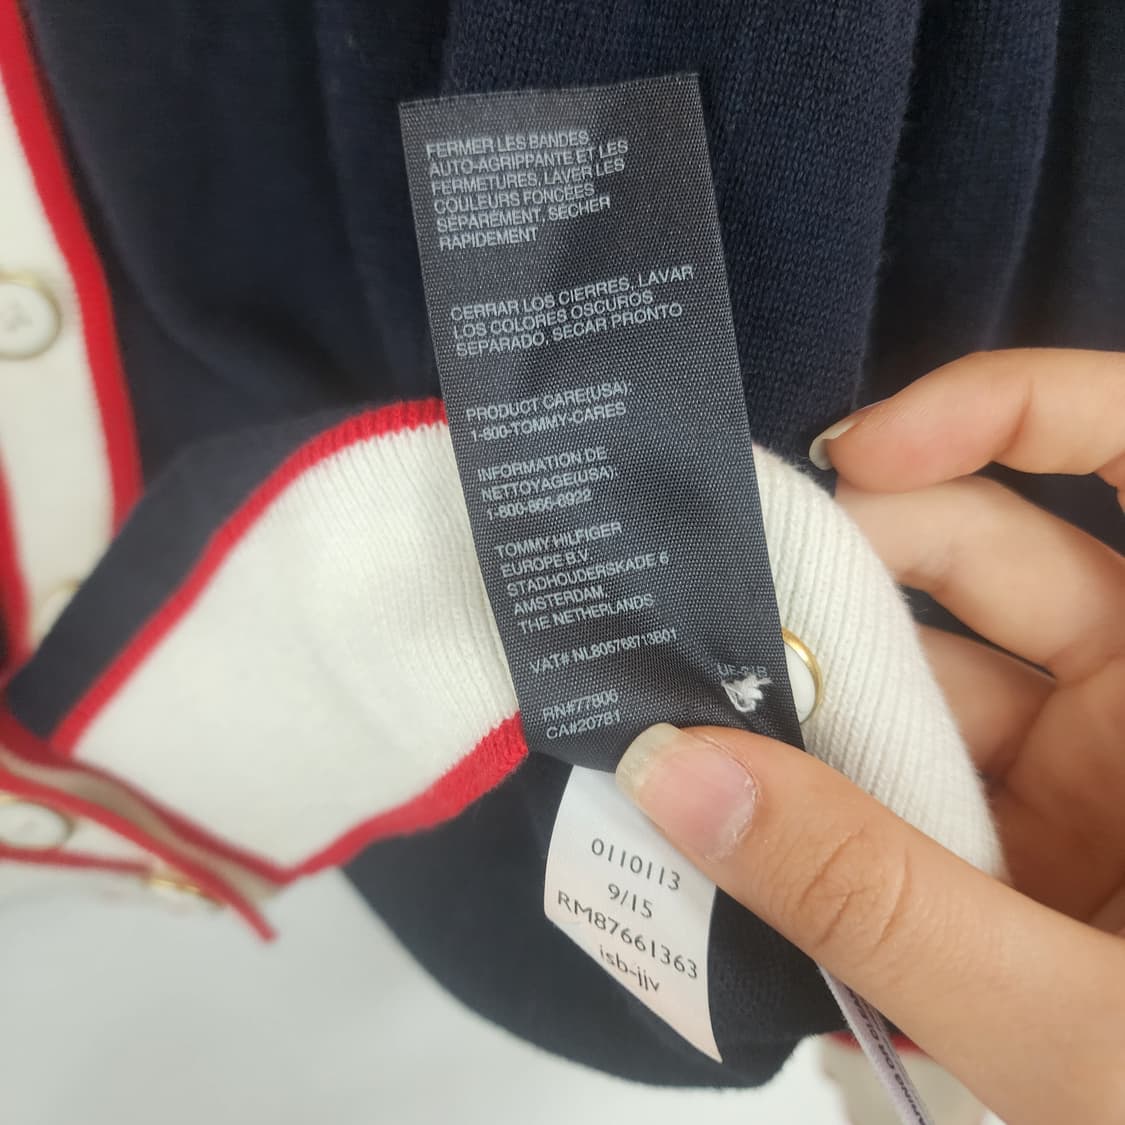 FERMER LES BANDES
AUTO-AGRIPPANTE ET LES
FERMETURES, LAVER LES
COULEURS FONCÉES
SÉPARÉMENT, SÉCHER
RAPIDEMENT
CERRAR LOS CIERRES, LAVAR
LOS COLORES OSCUROS
SEPARADO, SECAR PRONTO
PRODUCT CARE(USA):
1-800-TOMMY-CARES
INFORMATION DE
NETTOYAGE(USA):
1-800-866-6922
TOMMY HILFIGER
EUROPE B.V.
STADHOUDERSKADE 6
AMSTERDAM,
THE NETHERLANDS
VAT# NL805768713B01
RN#77806
CA#20781
0110113
9/15
RM87661363
isb-jjv